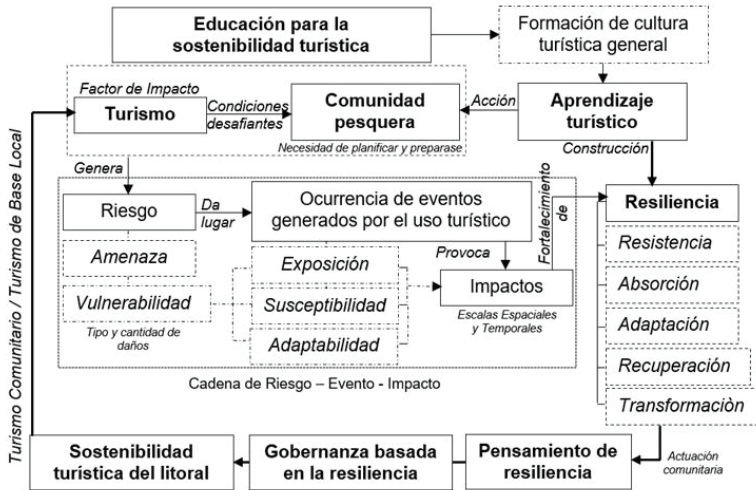 Educación para la
sostenibilidad turística
Formación de cultura
turística general
Factor de Impacto
Turismo
Condiciones
desafiantes
Comunidad
pesquera
Acción
Aprendizaje
turístico
Necesidad de planificar y prepararse
Construcción
Genera
Riesgo
Da
lugar
Ocurrencia de eventos
generados por el uso turístico
Fortalecimiento
de
Resiliencia
Amenaza
Exposición
Provoca
Resistencia
Vulnerabilidad
Susceptibilidad
Impactos
Absorción
Tipo y cantidad de
daños
Adaptabilidad
Escalas Espaciales
y Temporales
Adaptación
Recuperación
Cadena de Riesgo – Evento - Impacto
Transformaciòn
Turismo Comunitario / Turismo de Base Local
Sostenibilidad
turística del litoral
Gobernanza basada
en la resiliencia
Pensamiento de
resiliencia
Actuación
comunitaria